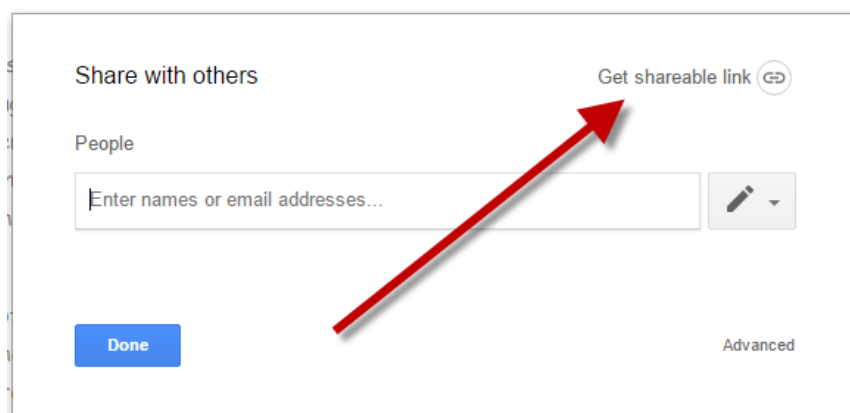 Share with others
Get shareable link
People
Enter names or email addresses...
Done
Advanced